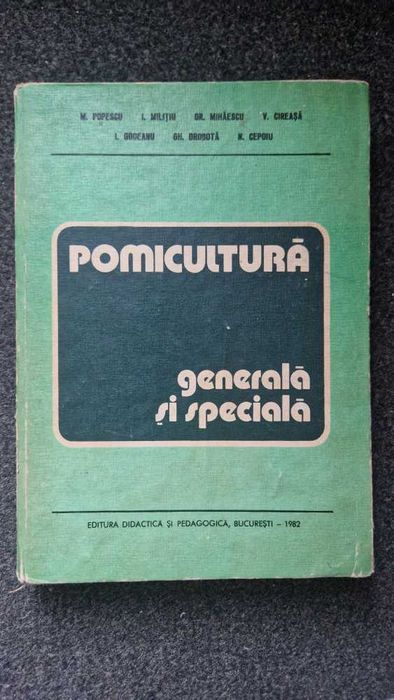 M. POPESCU I. MILIȚIU GR. MIHĂESCU V. CIREAȘĂ
I. GODEANU GH. DROBOTĂ N. CEPOIU
POMICULTURĂ
generală
și specială
EDITURA DIDACTICĂ ȘI PEDAGOGICĂ, BUCUREȘTI – 1982